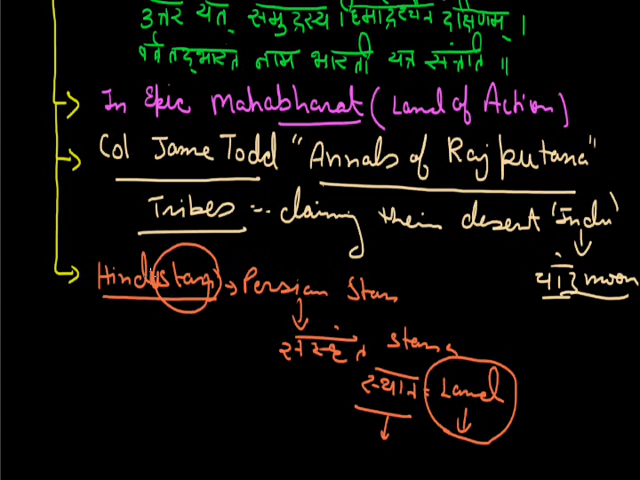 उत्तर यत् समुद्रस्य । हिमाद्रेश्चैव दक्षिणम् ।
वर्ष तद्भारत नाम भारती यत्र संतति ॥
In Epic Mahabharat (Land of Action)
Col Jame Todd "Annals of Rajputana"
Tribes - claiming their desent 'Indu'
चांद moon
Hindustan → Persian Stan
संस्कृत stana
स्थान = Land